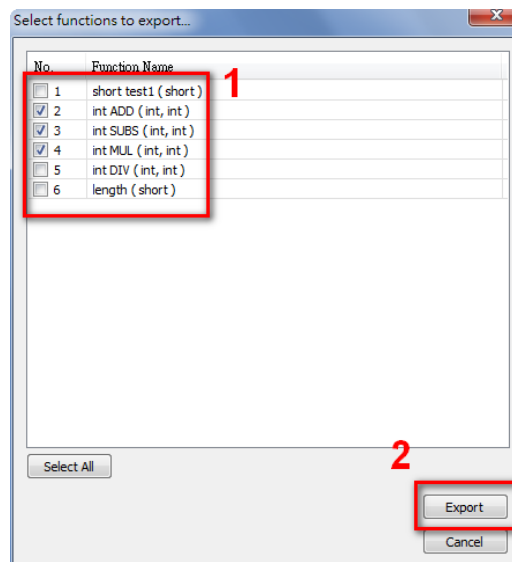 Select functions to export...
No. Function Name
1 short test1 ( short )
1
2 int ADD ( int, int )
3 int SUBS ( int, int )
4 int MUL ( int, int )
5 int DIV ( int, int )
6 length ( short )
2
Select All
Export
Cancel